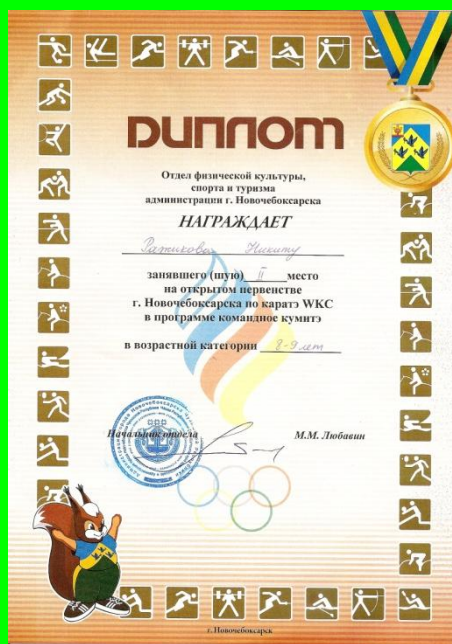 ДИПЛОМ
Отдел физической культуры,
спорта и туризма
администрации г. Новочебоксарска
НАГРАЖДАЕТ
Никиту
занявшего (шую) II место
на открытом первенстве
г. Новочебоксарска по каратэ WKC
в программе командное кумитэ
в возрастной категории 8-9 лет
Начальник отдела М.М. Любавин
г. Новочебоксарск